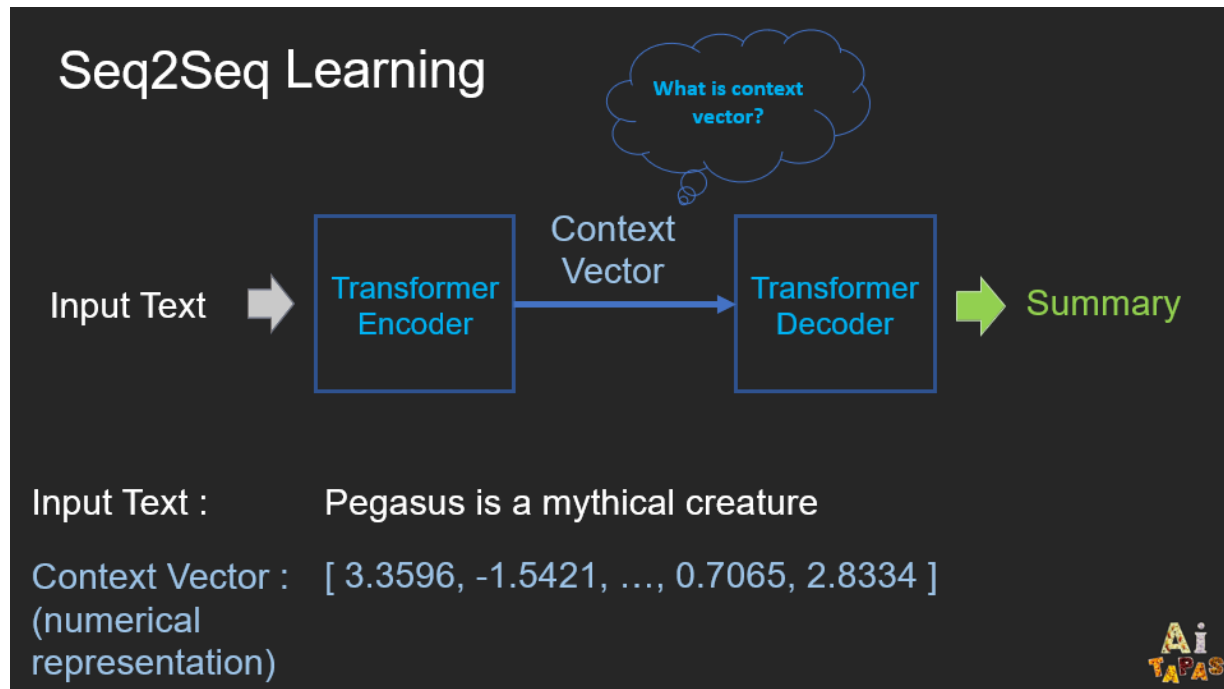 Seq2Seq Learning
What is context
vector?
Context
Vector
Input Text
Transformer
Encoder
Transformer
Decoder
Summary
Input Text :
Pegasus is a mythical creature
Context Vector :
[ 3.3596, -1.5421, …, 0.7065, 2.8334 ]
(numerical
representation)
Ai
TAPAS